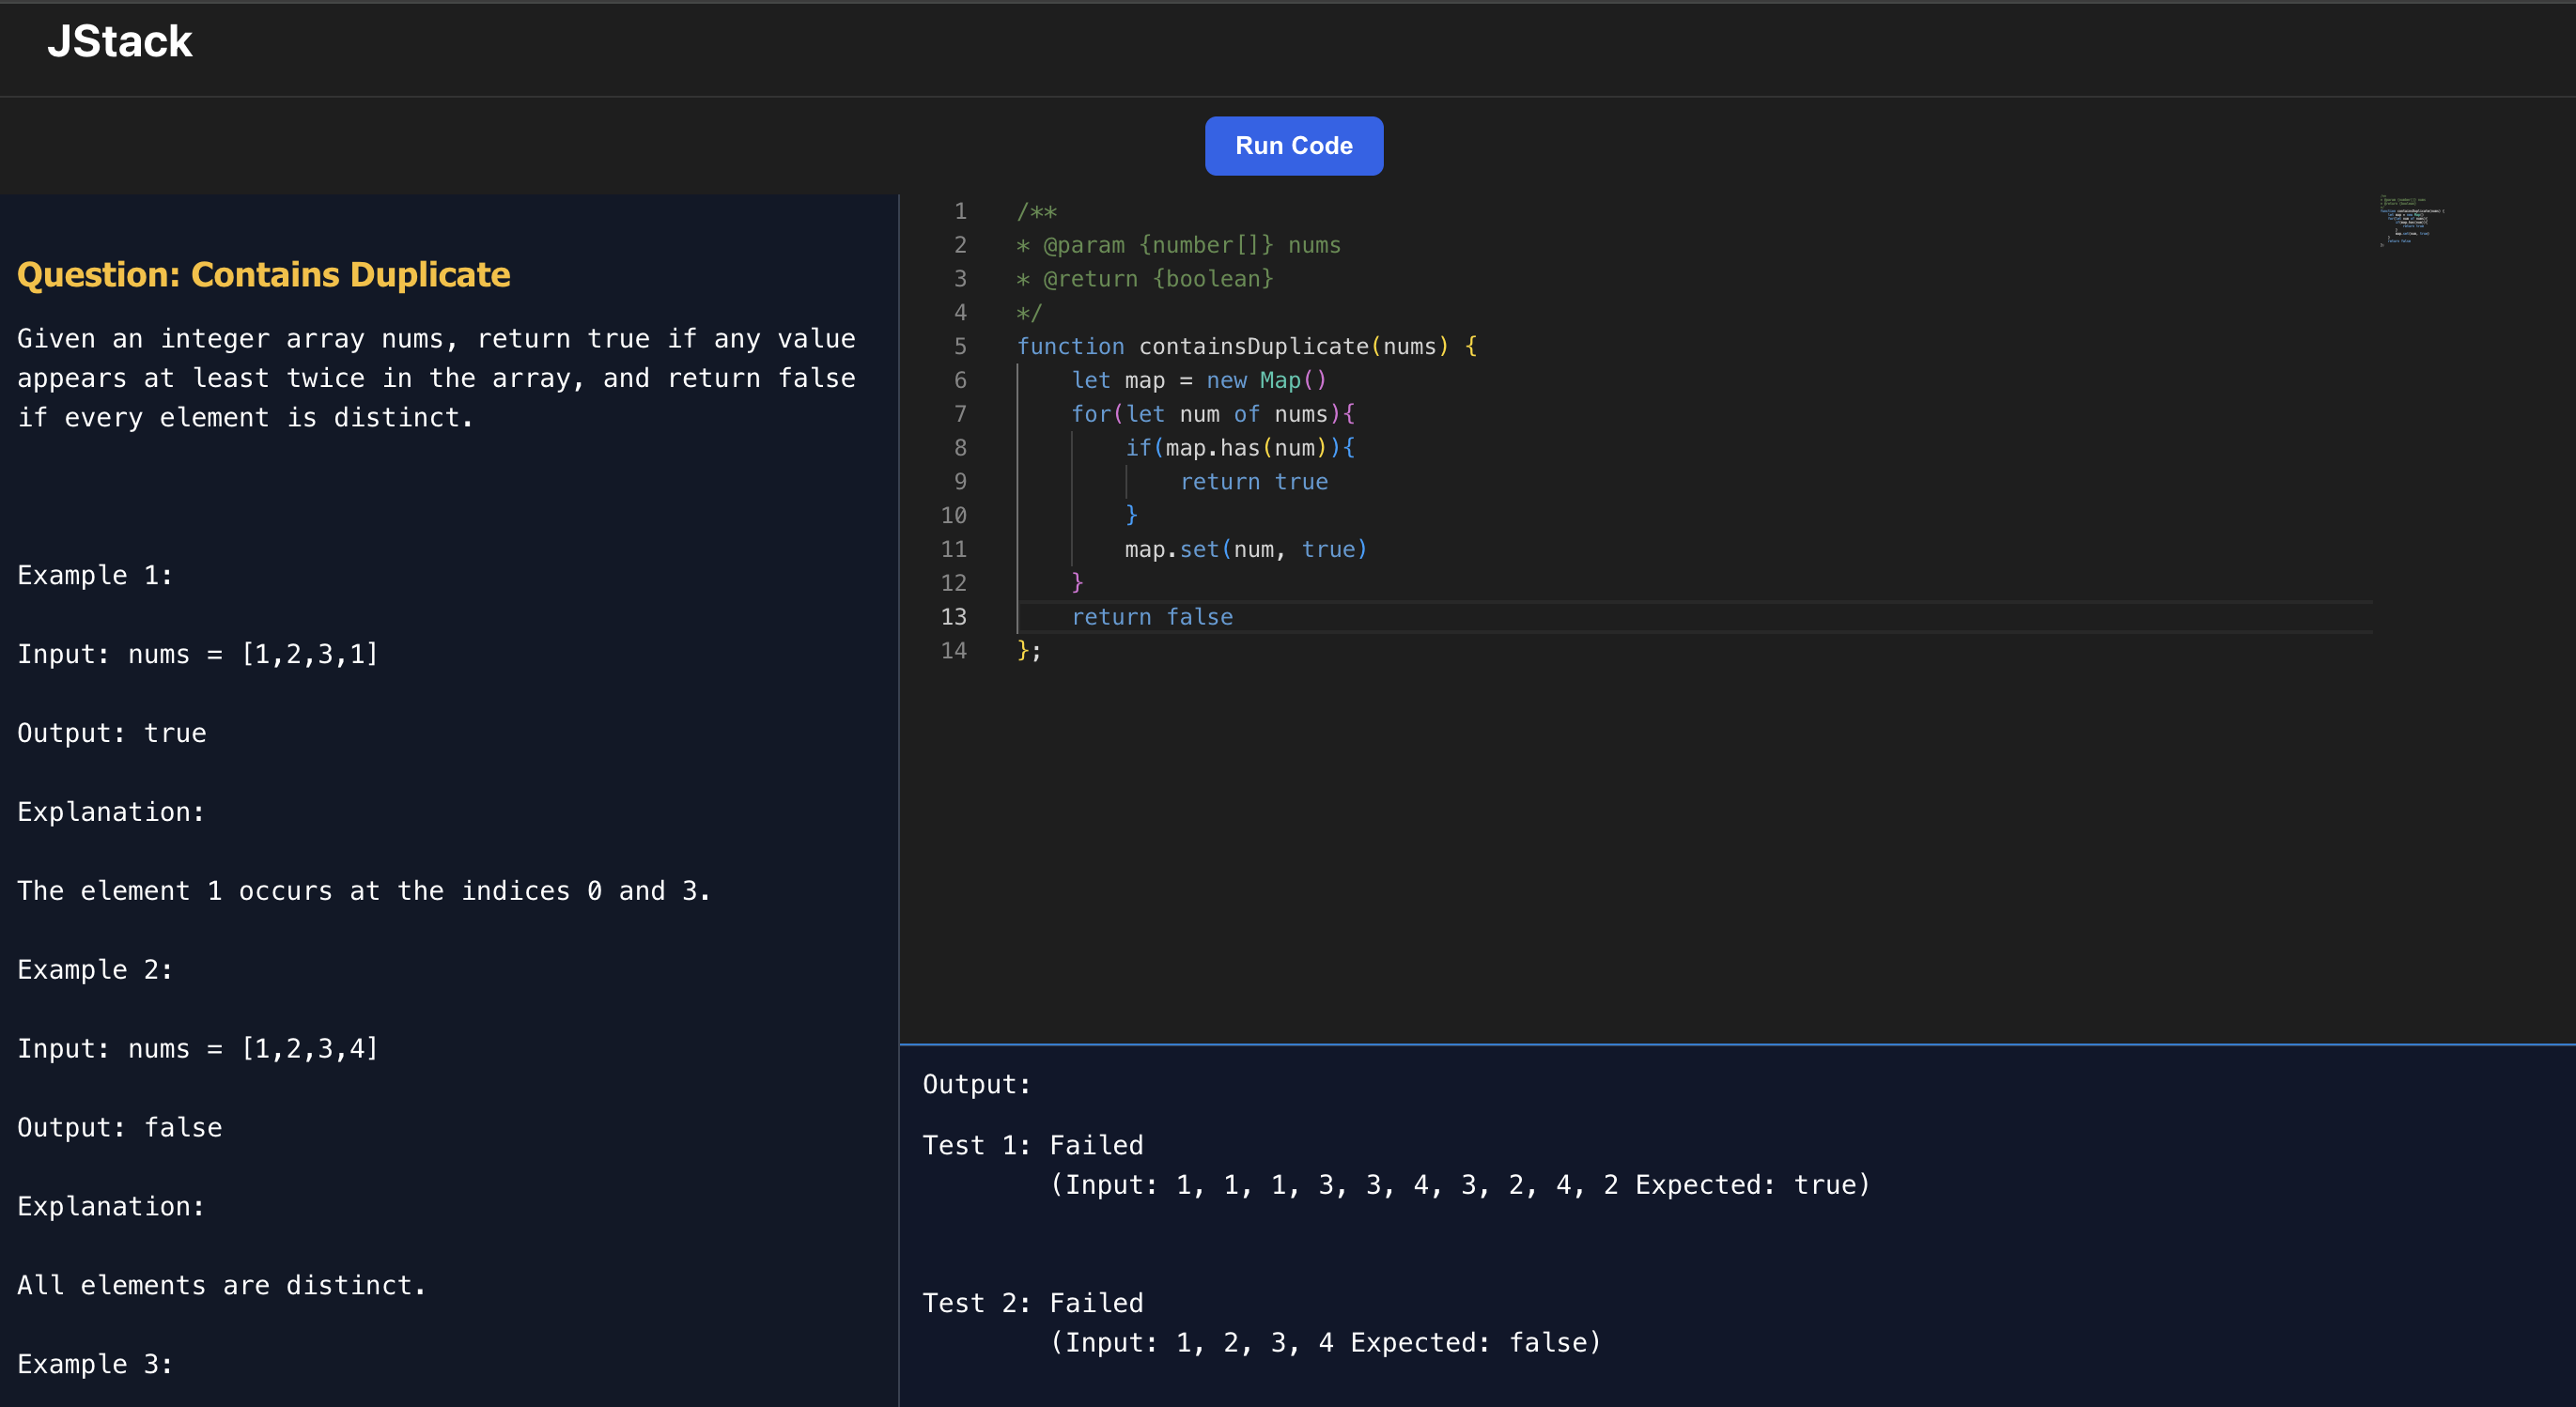 JStack
Run Code
Question: Contains Duplicate
Given an integer array nums, return true if any value
appears at least twice in the array, and return false
if every element is distinct.
Example 1:
Input: nums = [1,2,3,1]
Output: true
Explanation:
The element 1 occurs at the indices 0 and 3.
Example 2:
Input: nums = [1,2,3,4]
Output: false
Explanation:
All elements are distinct.
Example 3:
1 /**
2 * @param {number[]} nums
3 * @return {boolean}
4 */
5 function containsDuplicate(nums) {
6 let map = new Map()
7 for(let num of nums){
8 if(map.has(num)){
9 return true
10 }
11 map.set(num, true)
12 }
13 return false
14 };
Output:
Test 1: Failed
(Input: 1, 1, 1, 3, 3, 4, 3, 2, 4, 2 Expected: true)
Test 2: Failed
(Input: 1, 2, 3, 4 Expected: false)